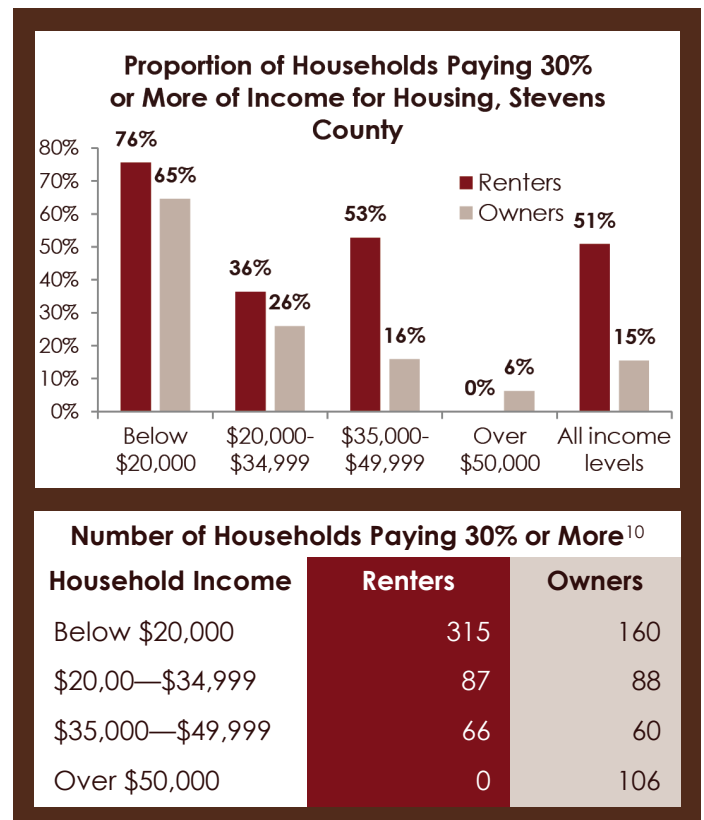 Proportion of Households Paying 30%
or More of Income for Housing, Stevens
County
80%
70%
60%
50%
40%
30%
20%
10%
0%
76%
65%
36%
26%
53%
16%
0%
6%
51%
15%
Renters
Owners
Below
$20,000
$20,000-
$34,999
$35,000-
$49,999
Over
$50,000
All income
levels
Number of Households Paying 30% or More10
Household Income Renters Owners
Below $20,000 315 160
$20,00—$34,999 87 88
$35,000—$49,999 66 60
Over $50,000 0 106